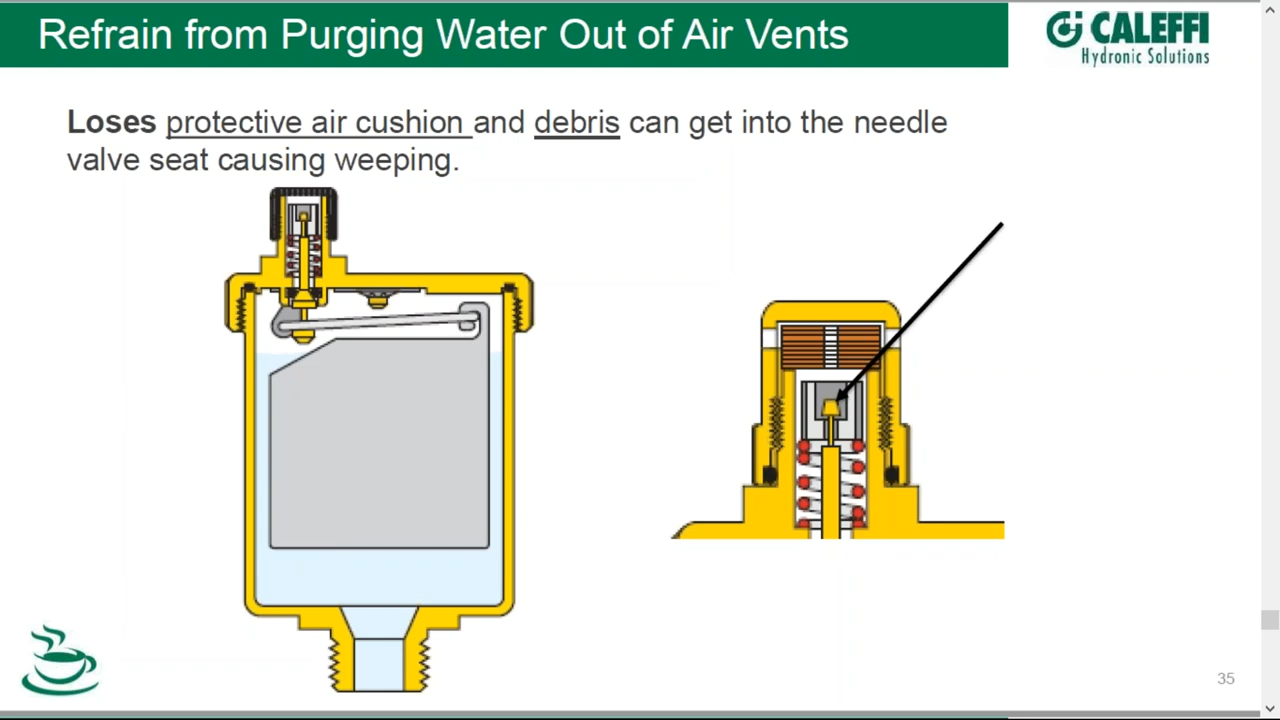 Refrain from Purging Water Out of Air Vents
CALEFFI
Hydronic Solutions
Loses protective air cushion and debris can get into the needle
valve seat causing weeping.
35